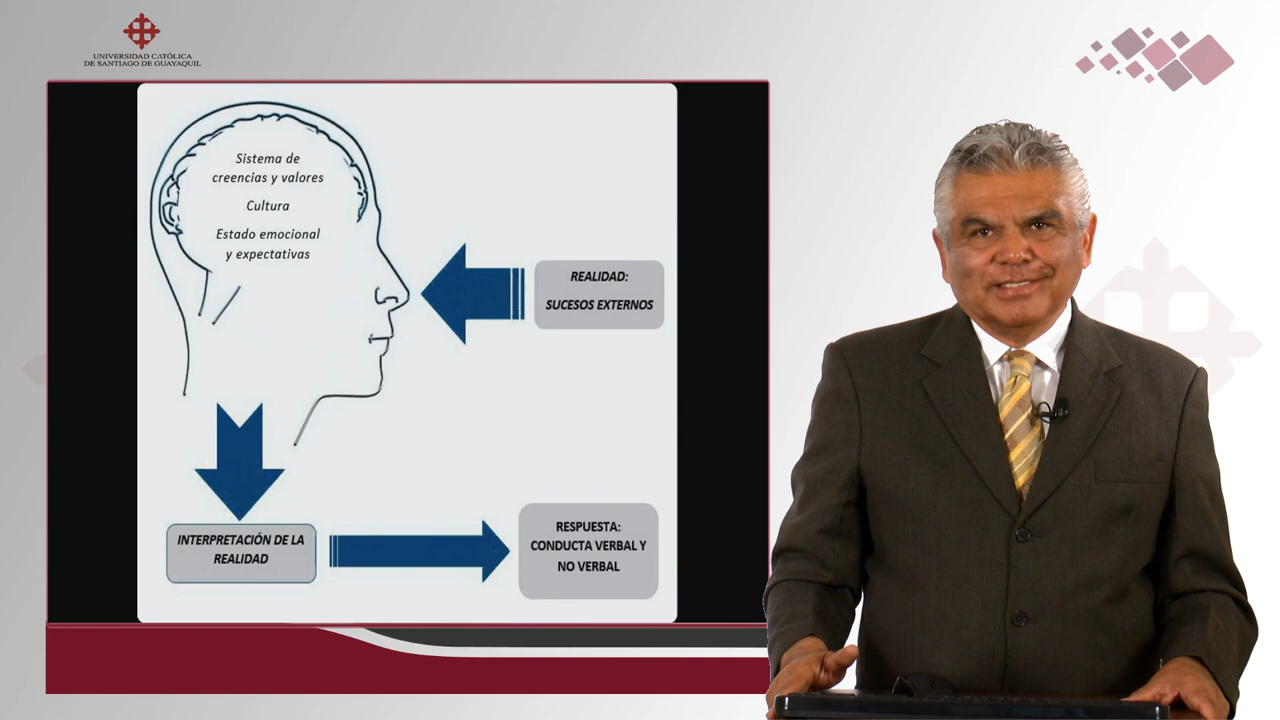 UNIVERSIDAD CATÓLICA
DE SANTIAGO DE GUAYAQUIL
Sistema de
creencias y valores
Cultura
Estado emocional
y expectativas
REALIDAD:
SUCESOS EXTERNOS
INTERPRETACIÓN DE LA
REALIDAD
RESPUESTA:
CONDUCTA VERBAL Y
NO VERBAL